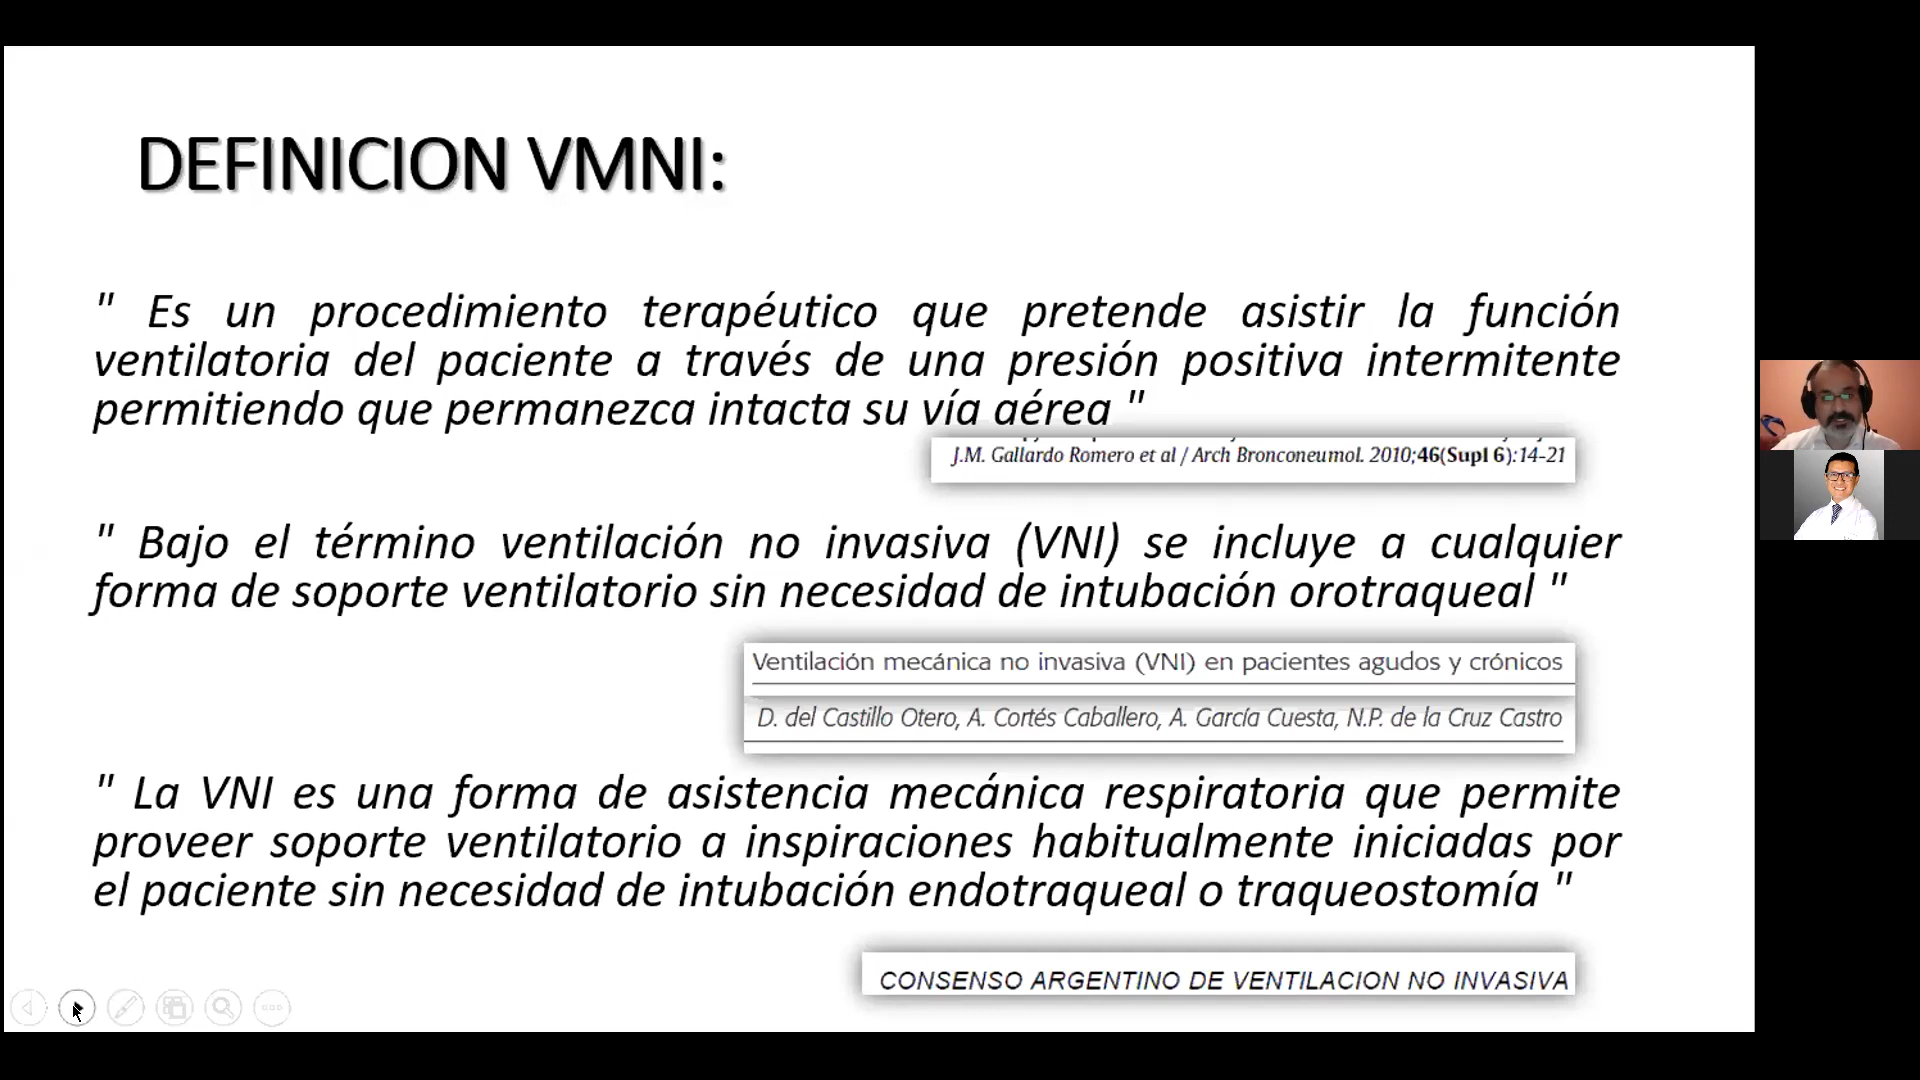 DEFINICION VMNI:
" Es un procedimiento terapéutico que pretende asistir la función
ventilatoria del paciente a través de una presión positiva intermitente
permitiendo que permanezca intacta su vía aérea "
J.M. Gallardo Romero et al / Arch Bronconeumol. 2010;46(Supl 6):14-21
" Bajo el término ventilación no invasiva (VNI) se incluye a cualquier
forma de soporte ventilatorio sin necesidad de intubación orotraqueal "
Ventilación mecánica no invasiva (VNI) en pacientes agudos y crónicos
D. del Castillo Otero, A. Cortés Caballero, A. García Cuesta, N.P. de la Cruz Castro
" La VNI es una forma de asistencia mecánica respiratoria que permite
proveer soporte ventilatorio a inspiraciones habitualmente iniciadas por
el paciente sin necesidad de intubación endotraqueal o traqueostomía "
CONSENSO ARGENTINO DE VENTILACION NO INVASIVA